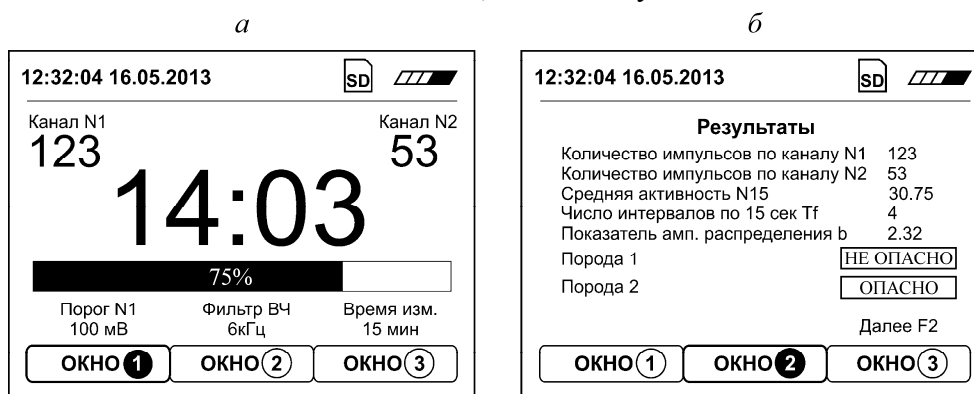 а
12:32:04 16.05.2013 SD
Канал N1 Канал N2
123 53
14:03
75%
Порог N1 Фильтр ВЧ Время изм.
100 мВ 6кГц 15 мин
ОКНО 1 ОКНО 2 ОКНО 3
б
12:32:04 16.05.2013 SD
Результаты
Количество импульсов по каналу N1 123
Количество импульсов по каналу N2 53
Средняя активность N15 30.75
Число интервалов по 15 сек Tf 4
Показатель амп. распределения b 2.32
Порода 1 НЕ ОПАСНО
Порода 2 ОПАСНО
Далее F2
ОКНО 1 ОКНО 2 ОКНО 3